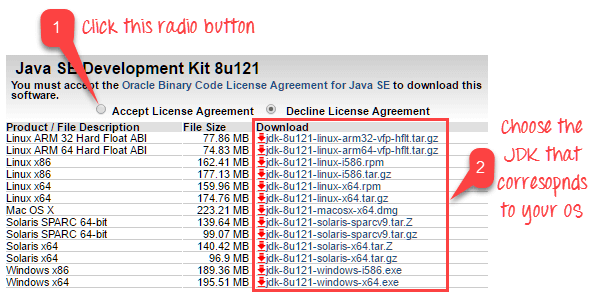 1 Click this radio button
Java SE Development Kit 8u121
You must accept the Oracle Binary Code License Agreement for Java SE to download this
software.
Accept License Agreement Decline License Agreement
Product / File Description File Size Download
Linux ARM 32 Hard Float ABI 77.86 MB jdk-8u121-linux-arm32-vfp-hflt.tar.gz
Linux ARM 64 Hard Float ABI 74.83 MB jdk-8u121-linux-arm64-vfp-hflt.tar.gz
Linux x86 162.41 MB jdk-8u121-linux-i586.rpm
Linux x86 177.13 MB jdk-8u121-linux-i586.tar.gz
Linux x64 159.96 MB jdk-8u121-linux-x64.rpm
Linux x64 174.76 MB jdk-8u121-linux-x64.tar.gz
Mac OS X 223.21 MB jdk-8u121-macosx-x64.dmg
Solaris SPARC 64-bit 139.64 MB jdk-8u121-solaris-sparcv9.tar.Z
Solaris SPARC 64-bit 99.07 MB jdk-8u121-solaris-sparcv9.tar.gz
Solaris x64 140.42 MB jdk-8u121-solaris-x64.tar.Z
Solaris x64 96.9 MB jdk-8u121-solaris-x64.tar.gz
Windows x86 189.36 MB jdk-8u121-windows-i586.exe
Windows x64 195.51 MB jdk-8u121-windows-x64.exe
2
Choose the
JDK that
corresopnds
to your OS